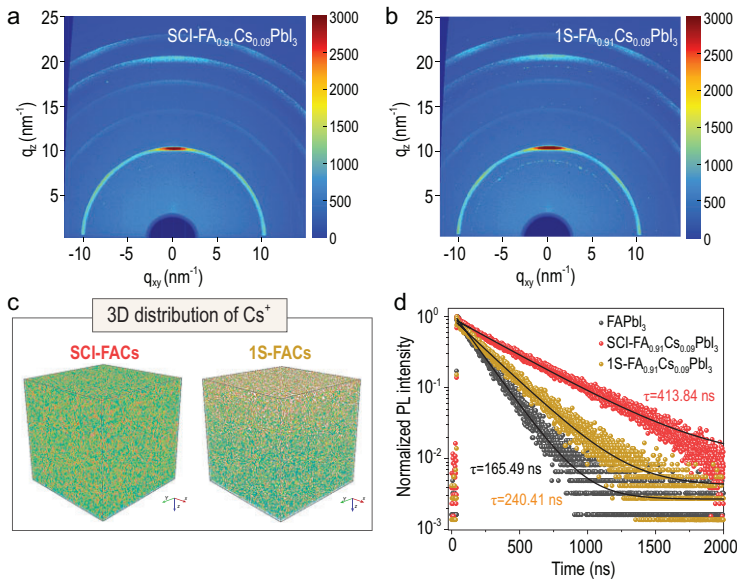 a
SCI-FA0.91Cs0.09PbI3
25
20
15
10
5
qz (nm-1)
-10 -5 0 5 10
qxy (nm-1)
3000
2500
2000
1500
1000
500
0
b
1S-FA0.91Cs0.09PbI3
25
20
15
10
5
qz (nm-1)
-10 -5 0 5 10
qxy (nm-1)
3000
2500
2000
1500
1000
500
0
c
3D distribution of Cs+
SCI-FACs
1S-FACs
y x
z
y x
z
d
FAPbI3
SCI-FA0.91Cs0.09PbI3
1S-FA0.91Cs0.09PbI3
τ=413.84 ns
τ=165.49 ns
τ=240.41 ns
100
10-1
10-2
10-3
Normalized PL intensity
0 500 1000 1500 2000
Time (ns)